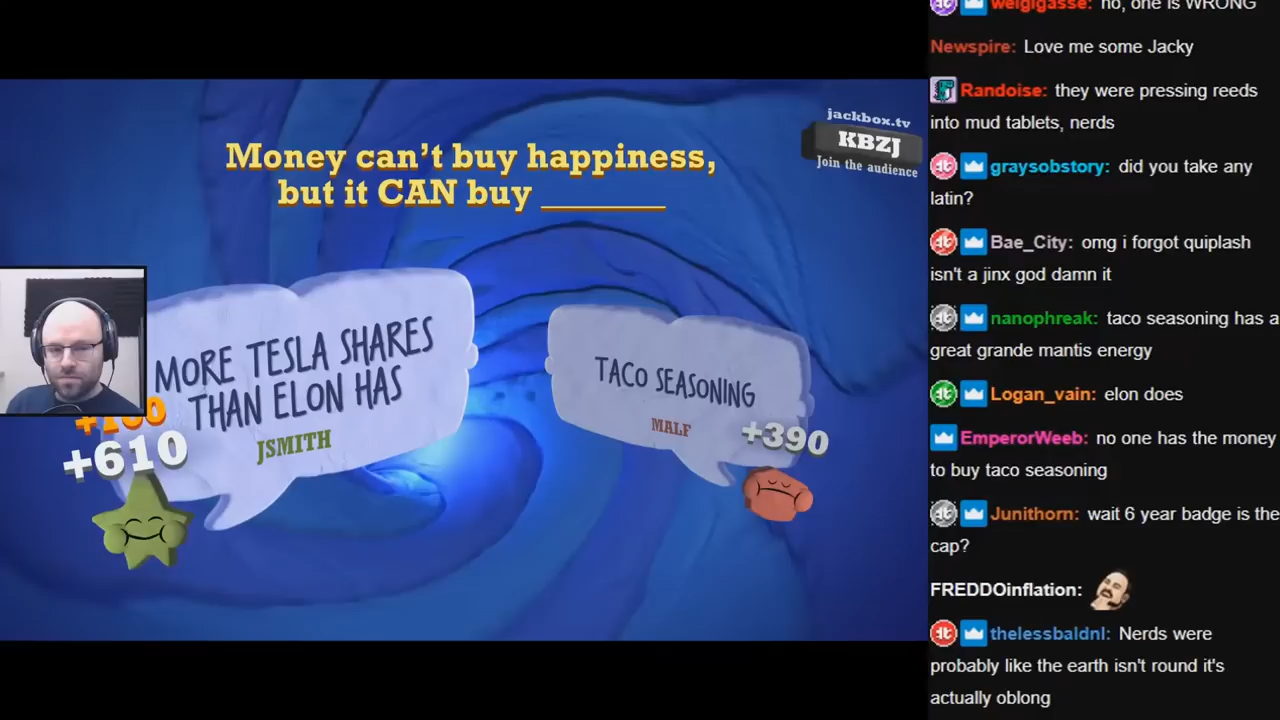 Money can't buy happiness,
but it CAN buy ______
jackbox.tv
KBZJ
Join the audience
MORE TESLA SHARES
THAN ELON HAS
JSMITH
+100
+610
TACO SEASONING
MALF
+390
welgigasse: no, one is WRONG
Newspire: Love me some Jacky
Randoise: they were pressing reeds
into mud tablets, nerds
graysobstory: did you take any
latin?
Bae_City: omg i forgot quiplash
isn't a jinx god damn it
nanophreak: taco seasoning has a
great grande mantis energy
Logan_vain: elon does
EmperorWeeb: no one has the money
to buy taco seasoning
Junithorn: wait 6 year badge is the
cap?
FREDDOinflation:
thelessbaldnl: Nerds were
probably like the earth isn't round it's
actually oblong